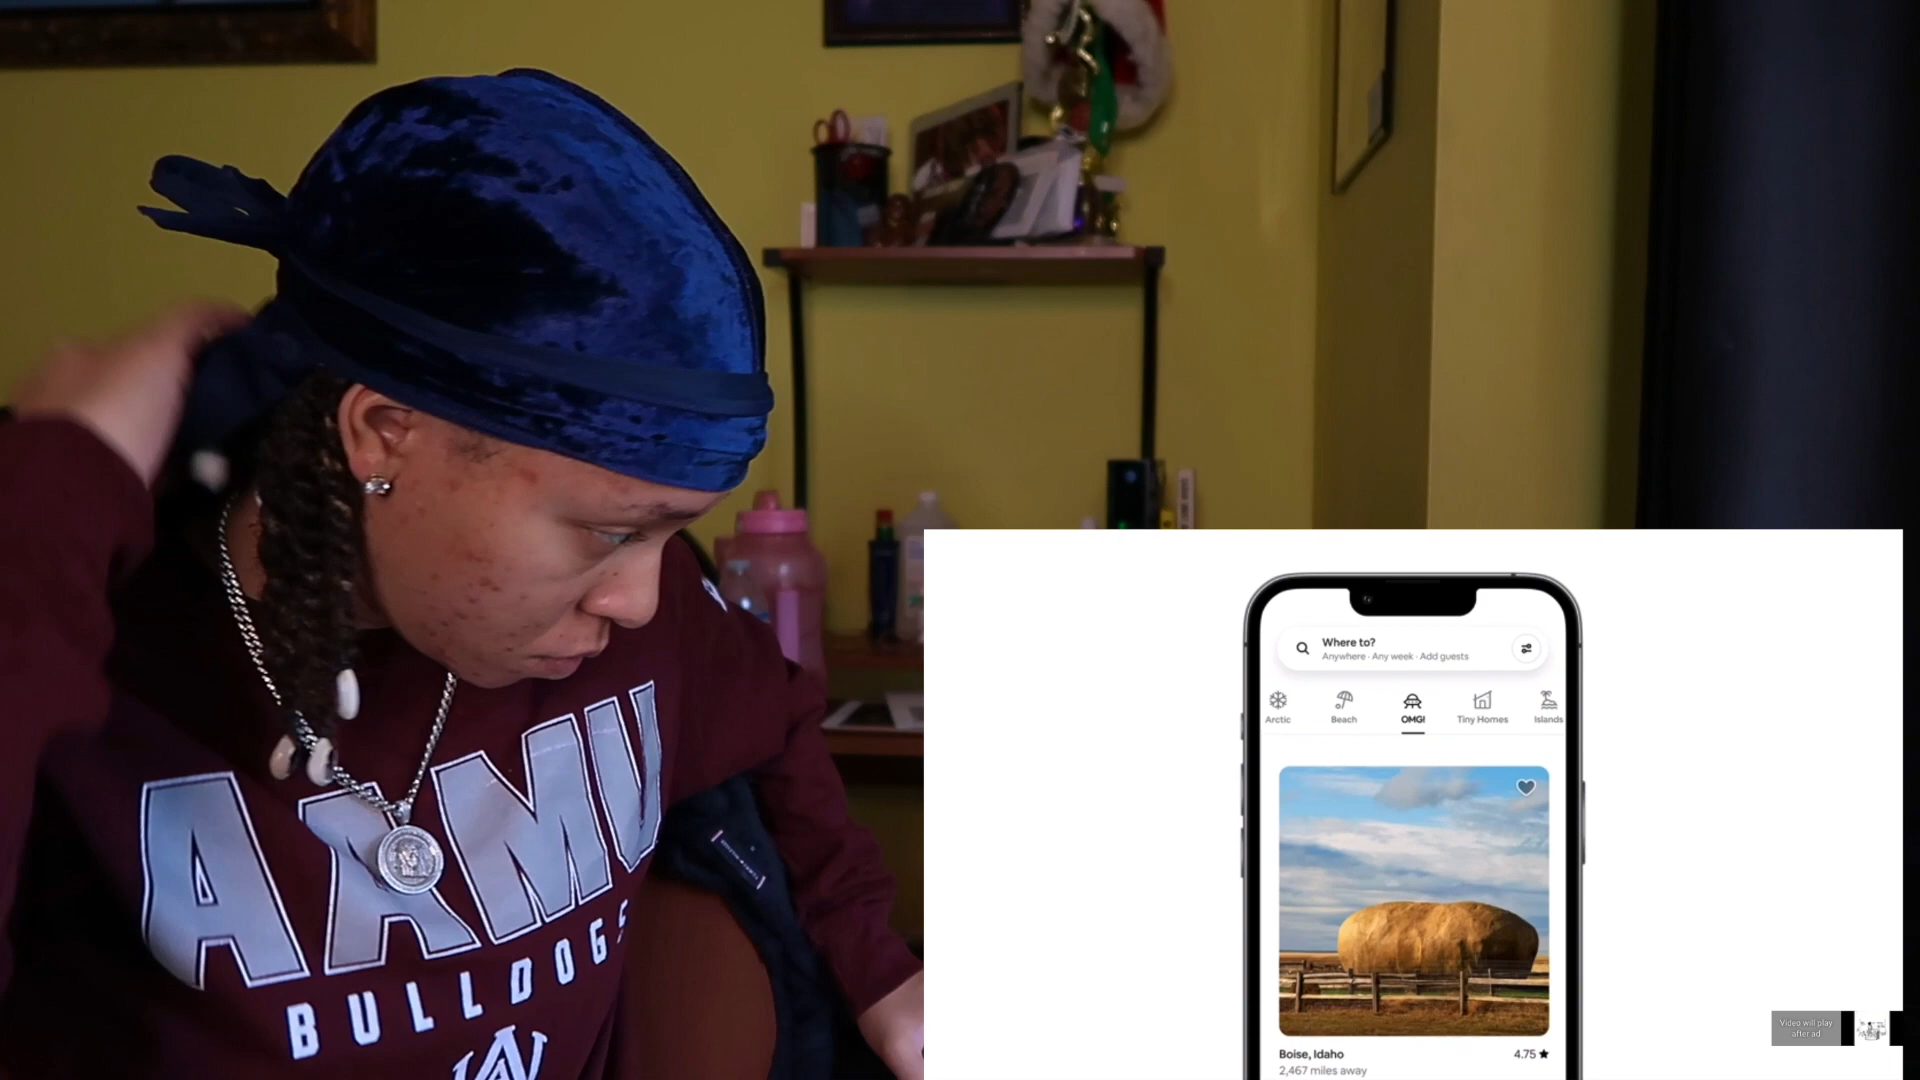 AAMU
BULLDOGS
Where to?
Anywhere · Any week · Add guests
Arctic
Beach
OMG!
Tiny Homes
Islands
Boise, Idaho
4.75 ★
2,467 miles away
Video will play
after ad